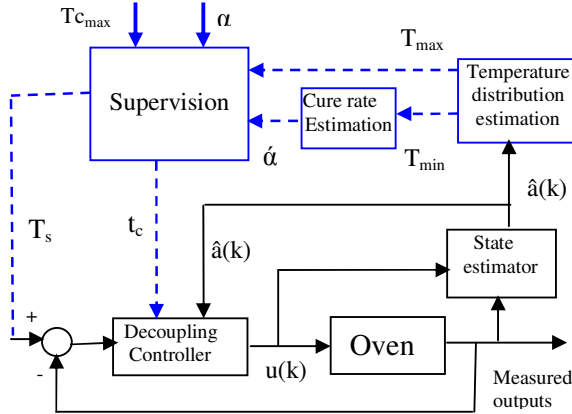 Tc_max
α
T_max
Supervision
Cure rate
Estimation
Temperature
distribution
estimation
ά
T_min
T_s
t_c
â(k)
â(k)
State
estimator
+
Decoupling
Controller
Oven
-
u(k)
Measured
outputs